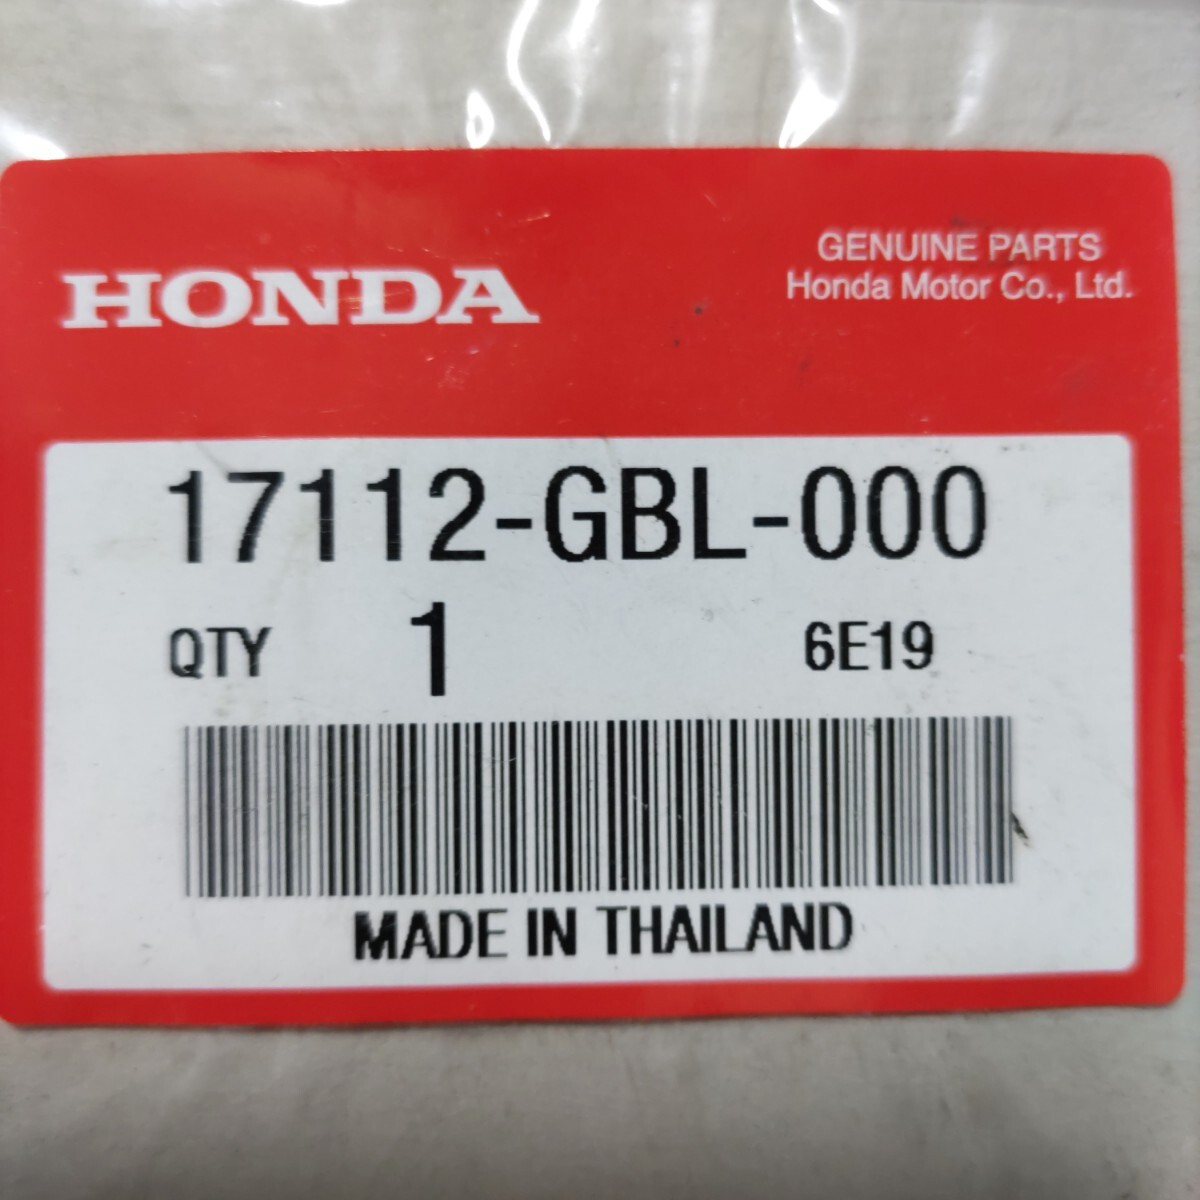 HONDA
GENUINE PARTS
Honda Motor Co., Ltd.
17112-GBL-000
QTY 1 6E19
MADE IN THAILAND